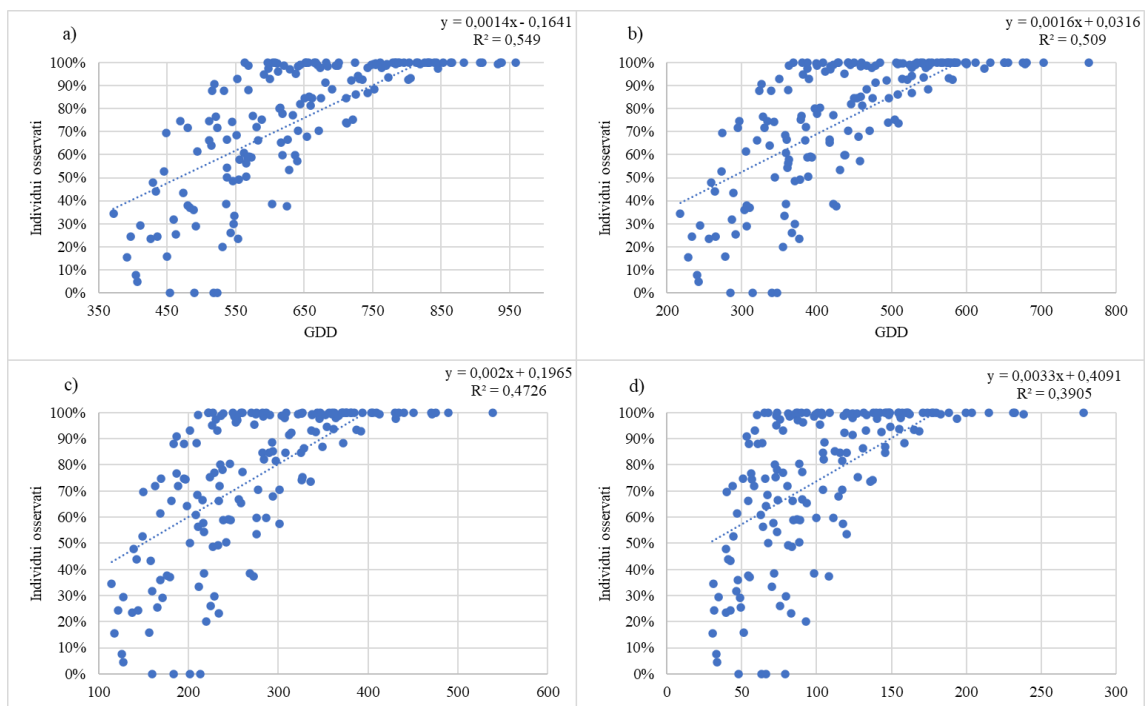 a)
y = 0,0014x - 0,1641
R² = 0,549
100%
90%
80%
70%
60%
50%
40%
30%
20%
10%
0%
Individui osservati
350 450 550 650 750 850 950
GDD
b)
y = 0,0016x + 0,0316
R² = 0,509
100%
90%
80%
70%
60%
50%
40%
30%
20%
10%
0%
Individui osservati
200 300 400 500 600 700 800
GDD
c)
y = 0,002x + 0,1965
R² = 0,4726
100%
90%
80%
70%
60%
50%
40%
30%
20%
10%
0%
Individui osservati
100 200 300 400 500 600
d)
y = 0,0033x + 0,4091
R² = 0,3905
100%
90%
80%
70%
60%
50%
40%
30%
20%
10%
0%
Individui osservati
0 50 100 150 200 250 300